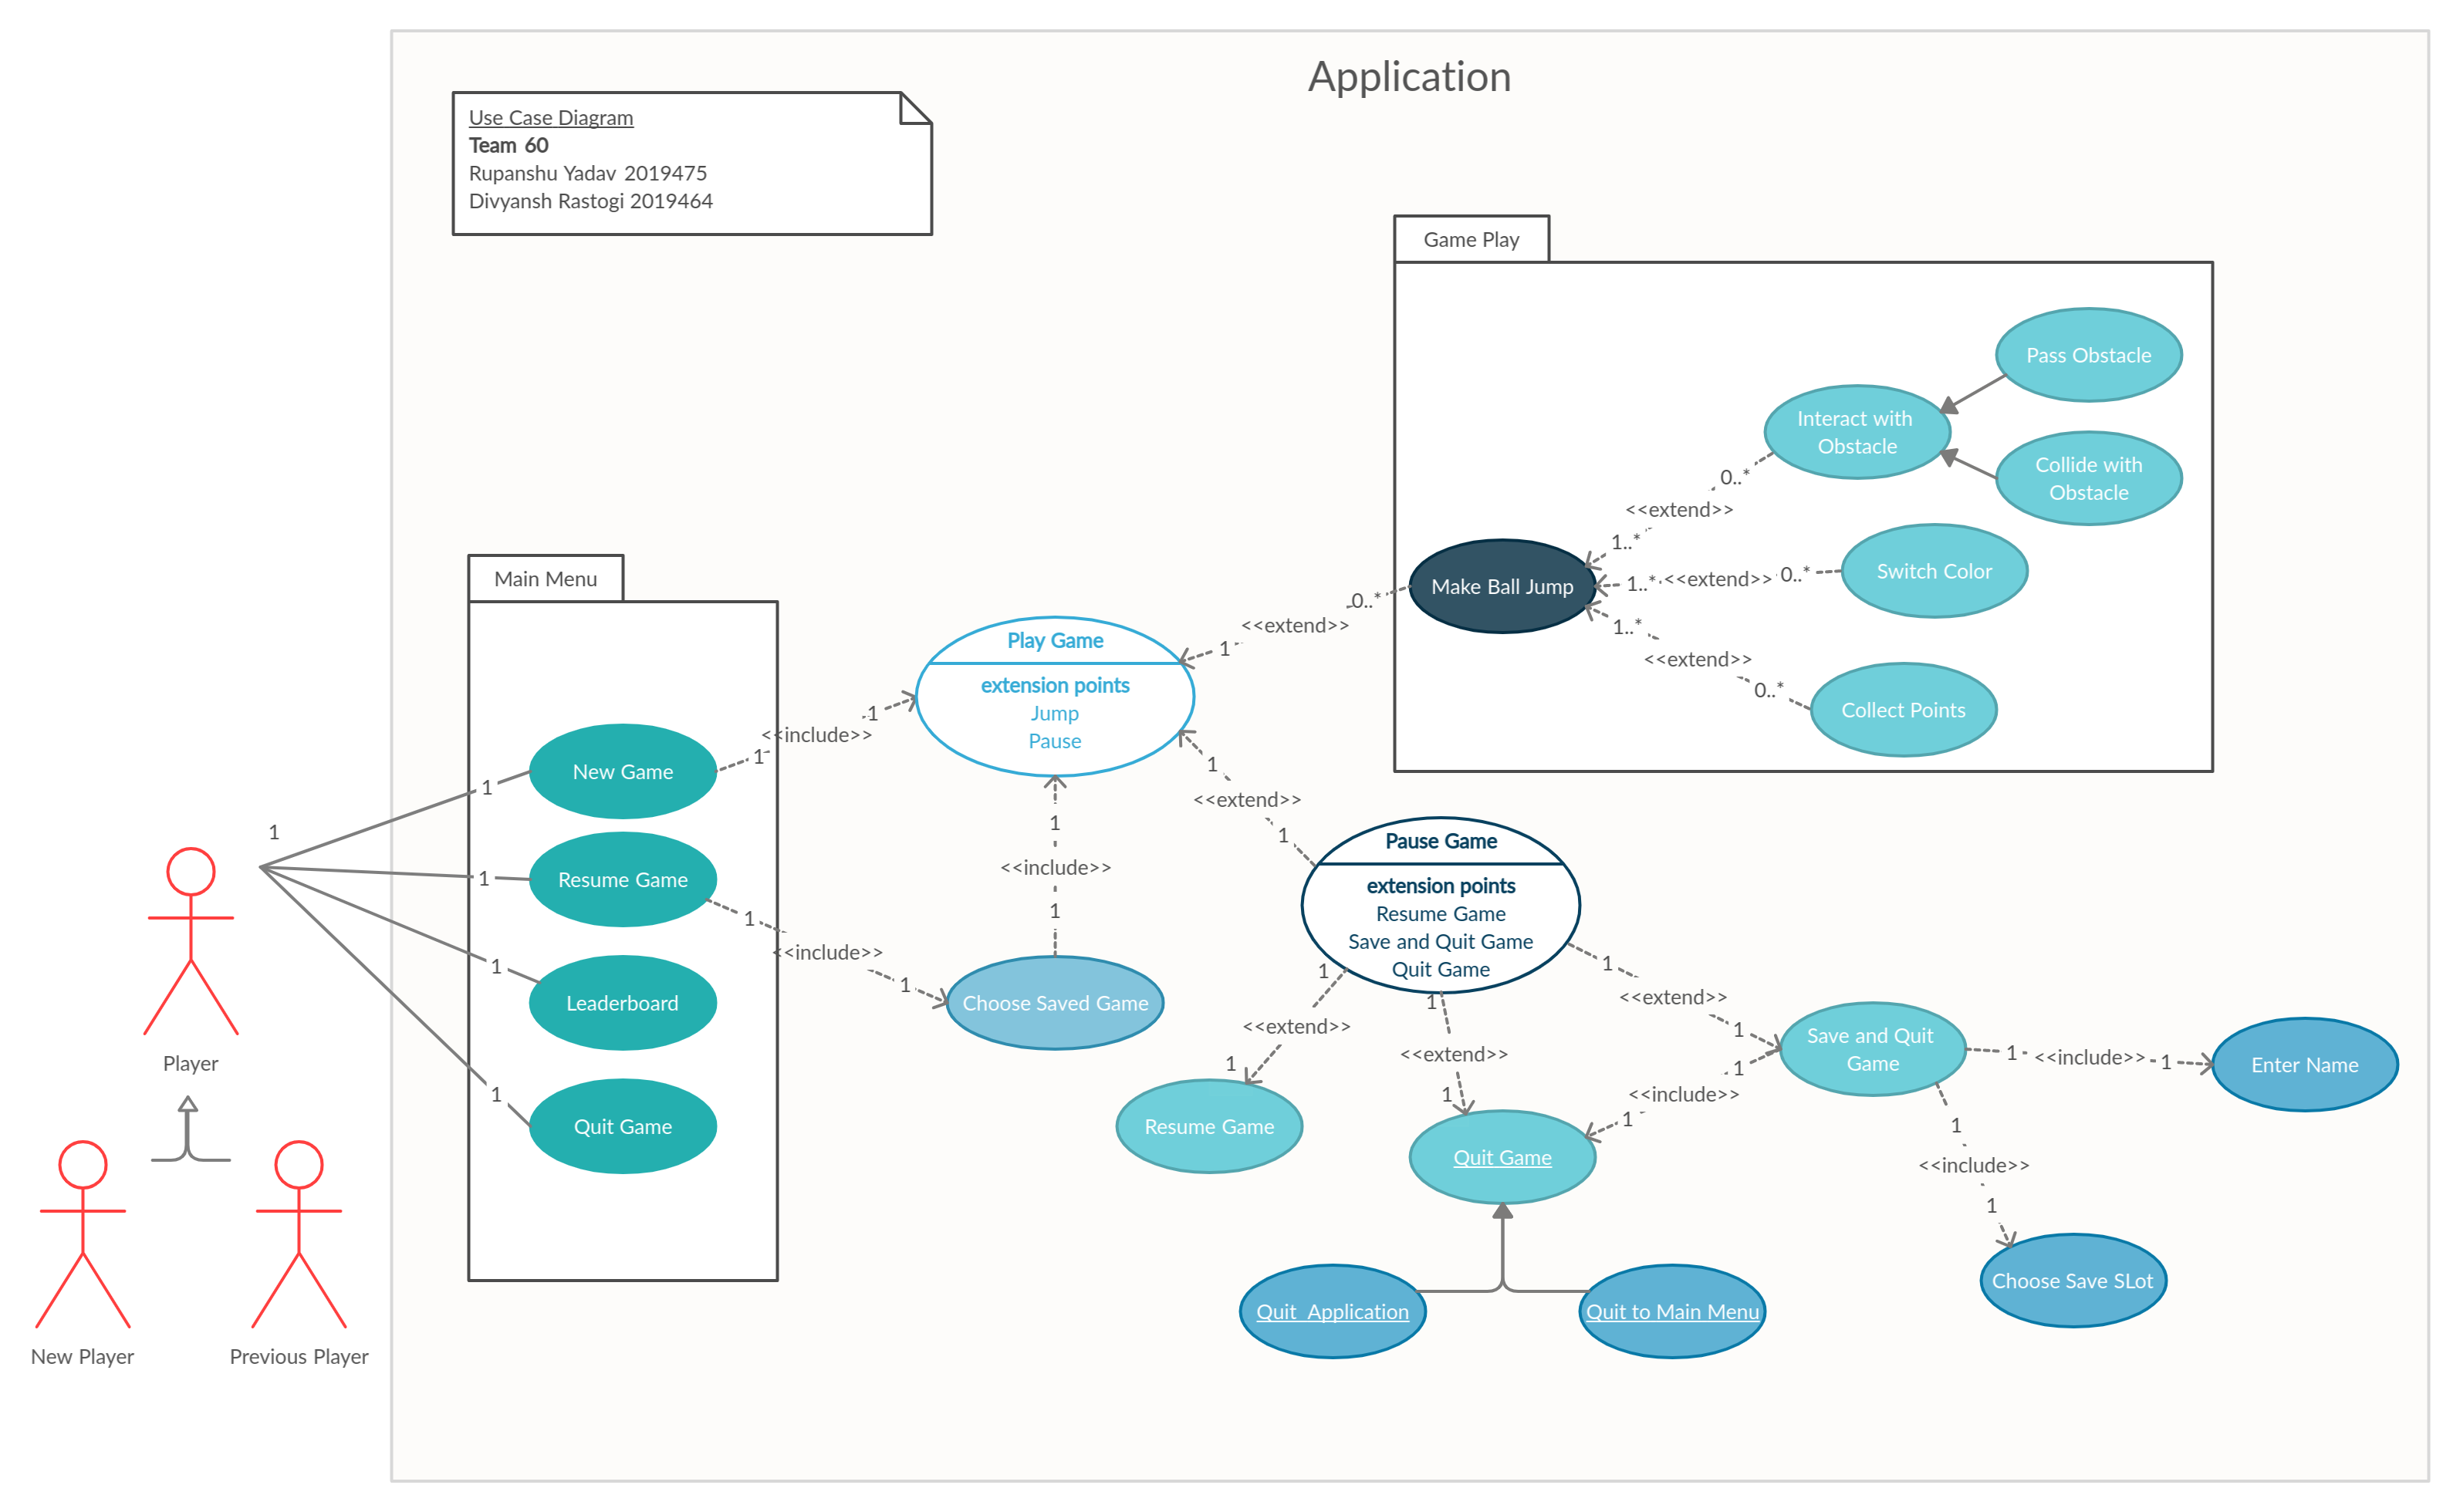 Application
Use Case Diagram
Team 60
Rupanshu Yadav 2019475
Divyansh Rastogi 2019464
Game Play
Pass Obstacle
Interact with
Obstacle
Collide with
Obstacle
0..*
<<extend>>
1..*
Make Ball Jump
1..*
<<extend>>
0..*
Switch Color
1..*
<<extend>>
0..*
Collect Points
0..*
<<extend>>
1
Main Menu
Play Game
extension points
Jump
Pause
New Game
1
<<include>>
1
1
1
Resume Game
1
1
<<include>>
1
Leaderboard
1
Quit Game
1
Player
New Player
Previous Player
1
<<include>>
1
Choose Saved Game
1
<<extend>>
1
Pause Game
extension points
Resume Game
Save and Quit Game
Quit Game
1
<<extend>>
1
Resume Game
1
<<extend>>
1
Quit Game
1
<<extend>>
1
Save and Quit
Game
1
<<include>>
1
1
<<include>>
1
Enter Name
1
<<include>>
1
Choose Save SLot
Quit  Application
Quit to Main Menu